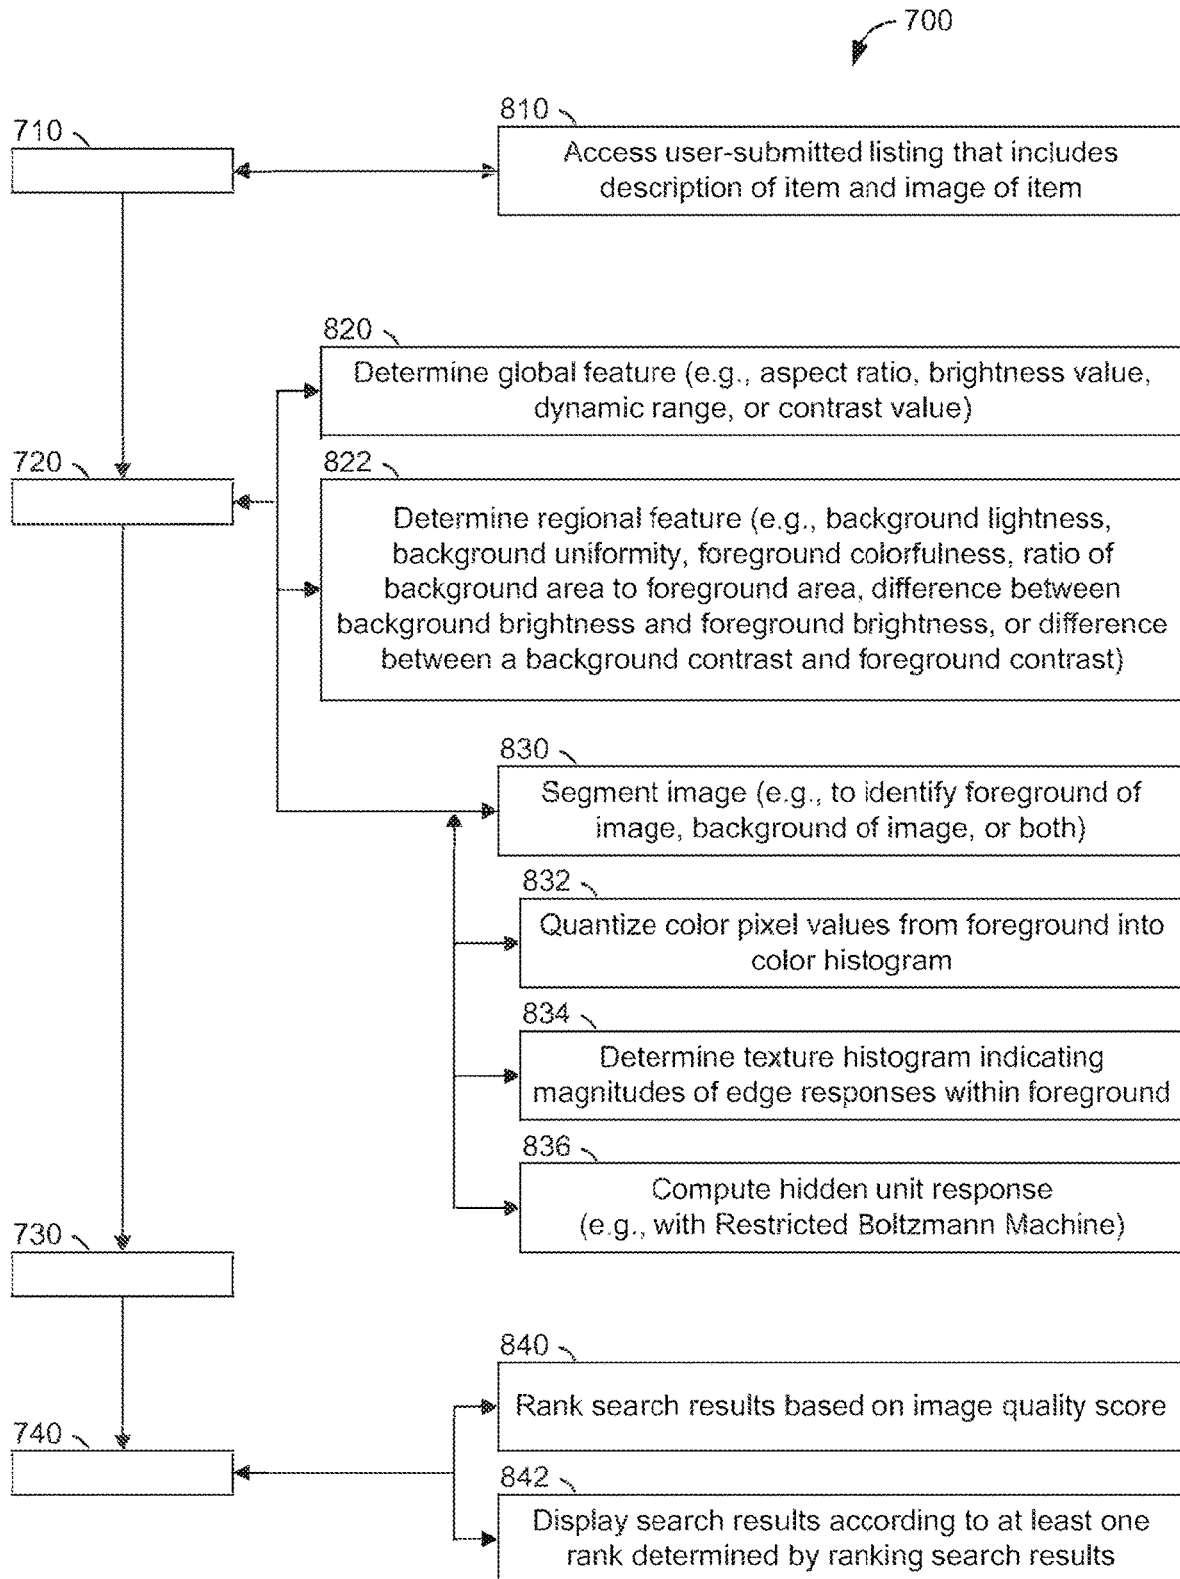 700
710
810
Access user-submitted listing that includes
description of item and image of item
820
Determine global feature (e.g., aspect ratio, brightness value,
dynamic range, or contrast value)
720
822
Determine regional feature (e.g., background lightness,
background uniformity, foreground colorfulness, ratio of
background area to foreground area, difference between
background brightness and foreground brightness, or difference
between a background contrast and foreground contrast)
830
Segment image (e.g., to identify foreground of
image, background of image, or both)
832
Quantize color pixel values from foreground into
color histogram
834
Determine texture histogram indicating
magnitudes of edge responses within foreground
836
Compute hidden unit response
(e.g., with Restricted Boltzmann Machine)
730
840
Rank search results based on image quality score
740
842
Display search results according to at least one
rank determined by ranking search results